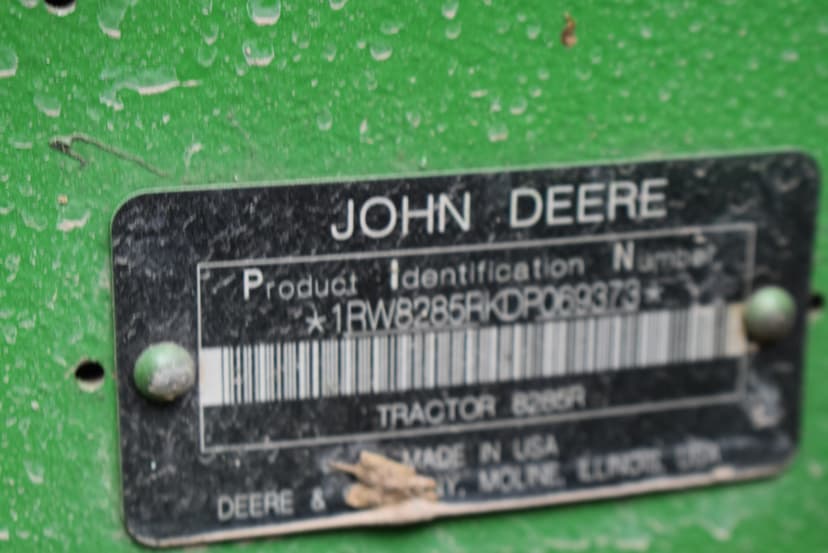 JOHN DEERE
Product Identification Number
*1RW8285RKDP069373*
TRACTOR 8285R
MADE IN USA
DEERE & MOLINE, ILLINOIS, USA